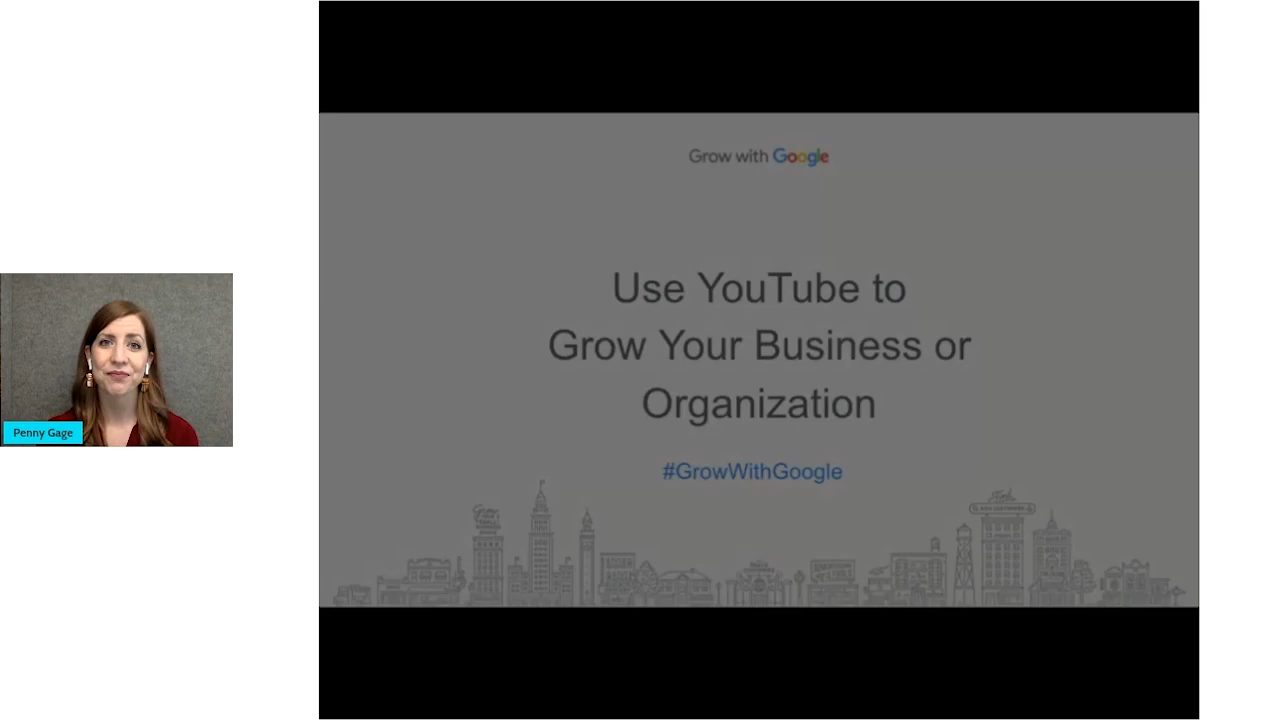 Grow with Google
Use YouTube to
Grow Your Business or
Organization
#GrowWithGoogle
Penny Gage